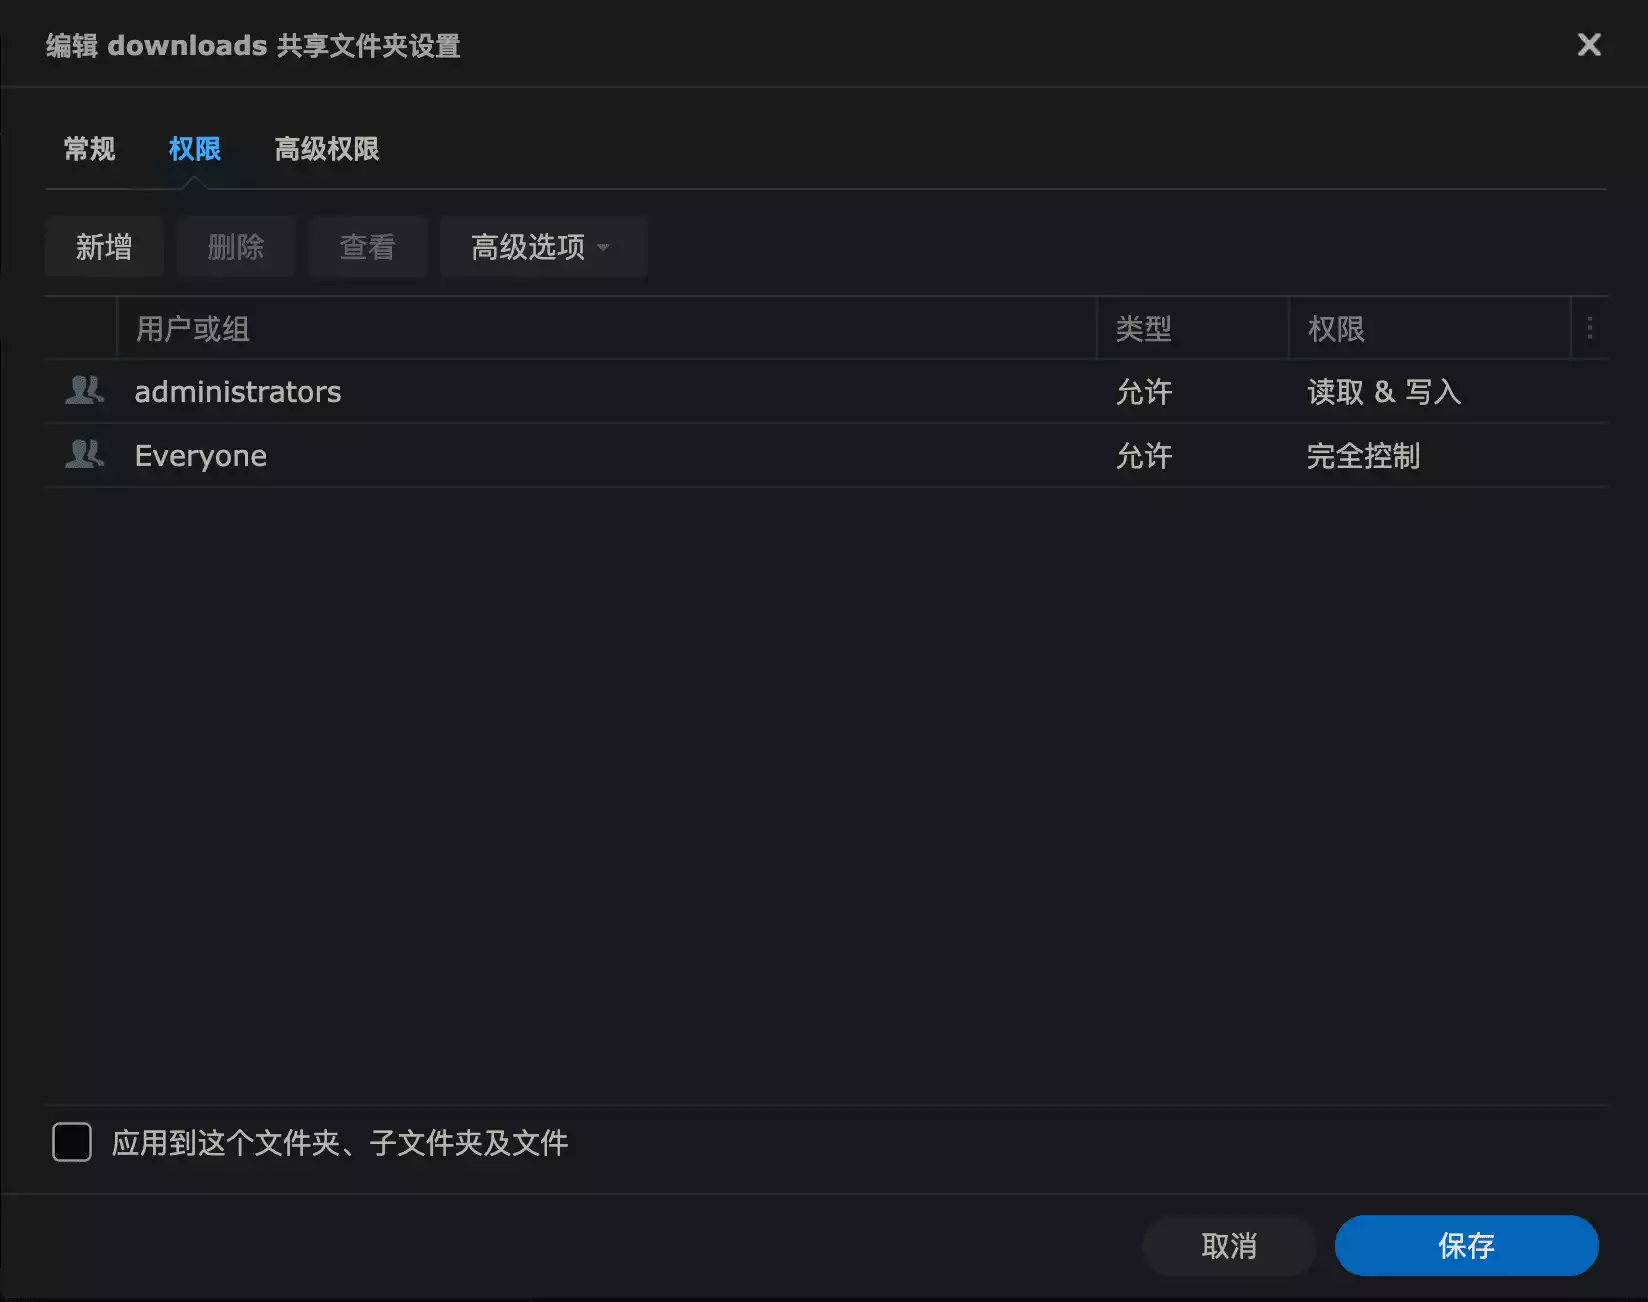 编辑 downloads 共享文件夹设置
常规 权限 高级权限
新增 删除 查看 高级选项
用户或组 类型 权限
administrators 允许 读取 & 写入
Everyone 允许 完全控制
应用到这个文件夹、子文件夹及文件
取消 保存